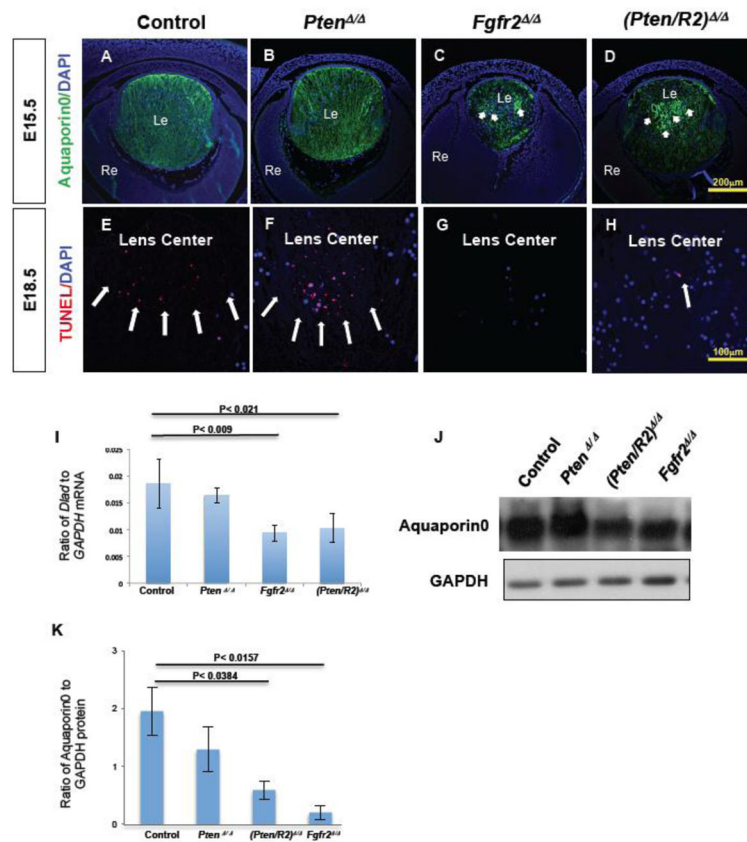 Control Pten^Δ/Δ Fgfr2^Δ/Δ (Pten/R2)^Δ/Δ
E15.5
Aquaporin0/DAPI
A
Le
Re
B
Le
C
Le
Re
D
Le
Re
200μm
E18.5
TUNEL/DAPI
E
Lens Center
F
Lens Center
G
Lens Center
H
Lens Center
100μm
I
P< 0.021
P< 0.009
Ratio of Dlad to
GAPDH mRNA
0.025
0.02
0.015
0.01
0.005
0
Control Pten Δ/Δ Fgfr2Δ/Δ (Pten/R2)Δ/Δ
J
Control Pten Δ/Δ (Pten/R2)Δ/Δ Fgfr2Δ/Δ
Aquaporin0
GAPDH
K
P< 0.0157
P< 0.0384
Ratio of Aquaporin0 to
GAPDH protein
3
2
1
0
Control Pten Δ/Δ (Pten/R2)Δ/Δ Fgfr2Δ/Δ